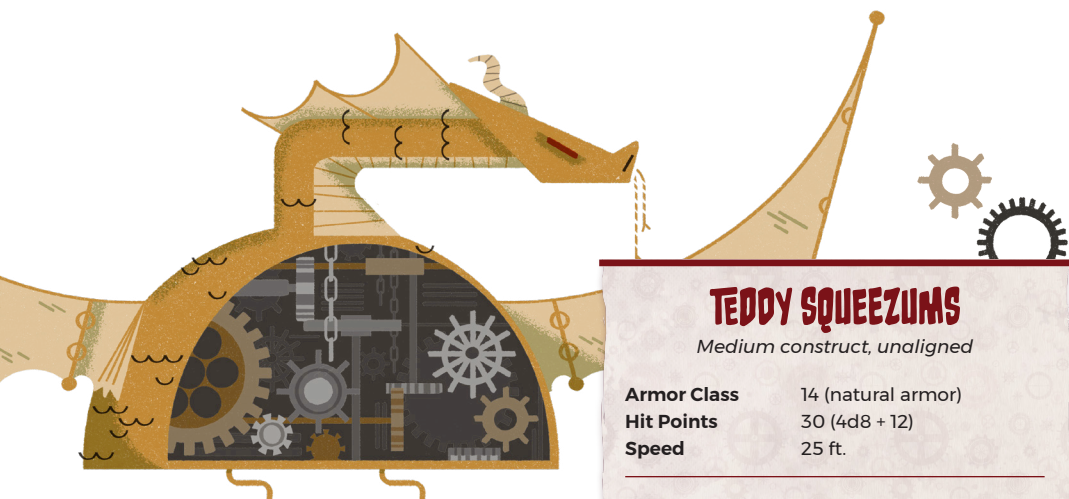 TEDDY SQUEEZUMS
Medium construct, unaligned
Armor Class 14 (natural armor)
Hit Points 30 (4d8 + 12)
Speed 25 ft.